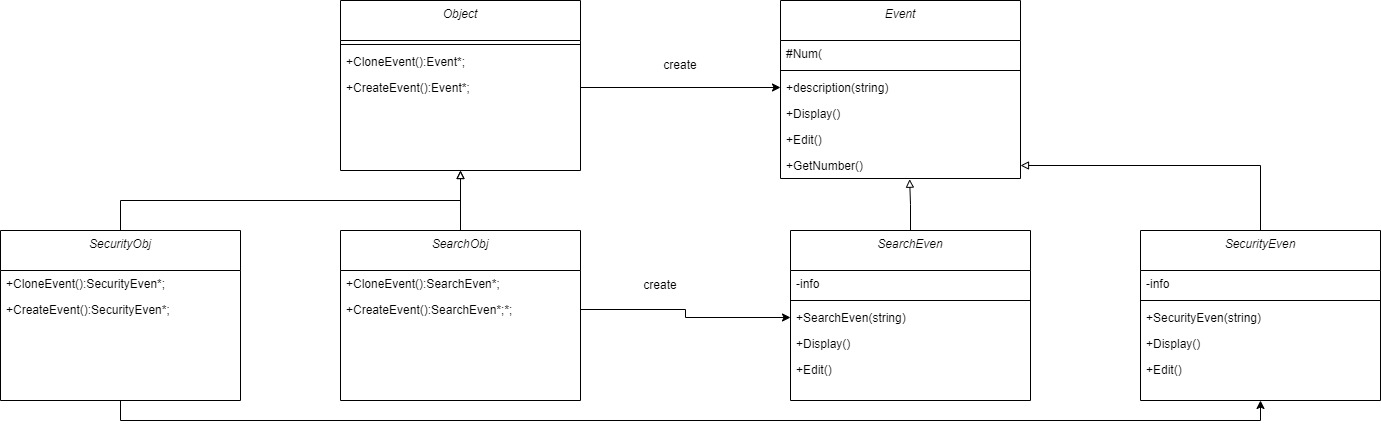 Object
+CloneEvent():Event*;
+CreateEvent():Event*;
create
Event
#Num(
+description(string)
+Display()
+Edit()
+GetNumber()
SecurityObj
+CloneEvent():SecurityEven*;
+CreateEvent():SecurityEven*;
SearchObj
+CloneEvent():SearchEven*;
+CreateEvent():SearchEven*;*;
create
SearchEven
-info
+SearchEven(string)
+Display()
+Edit()
SecurityEven
-info
+SecurityEven(string)
+Display()
+Edit()